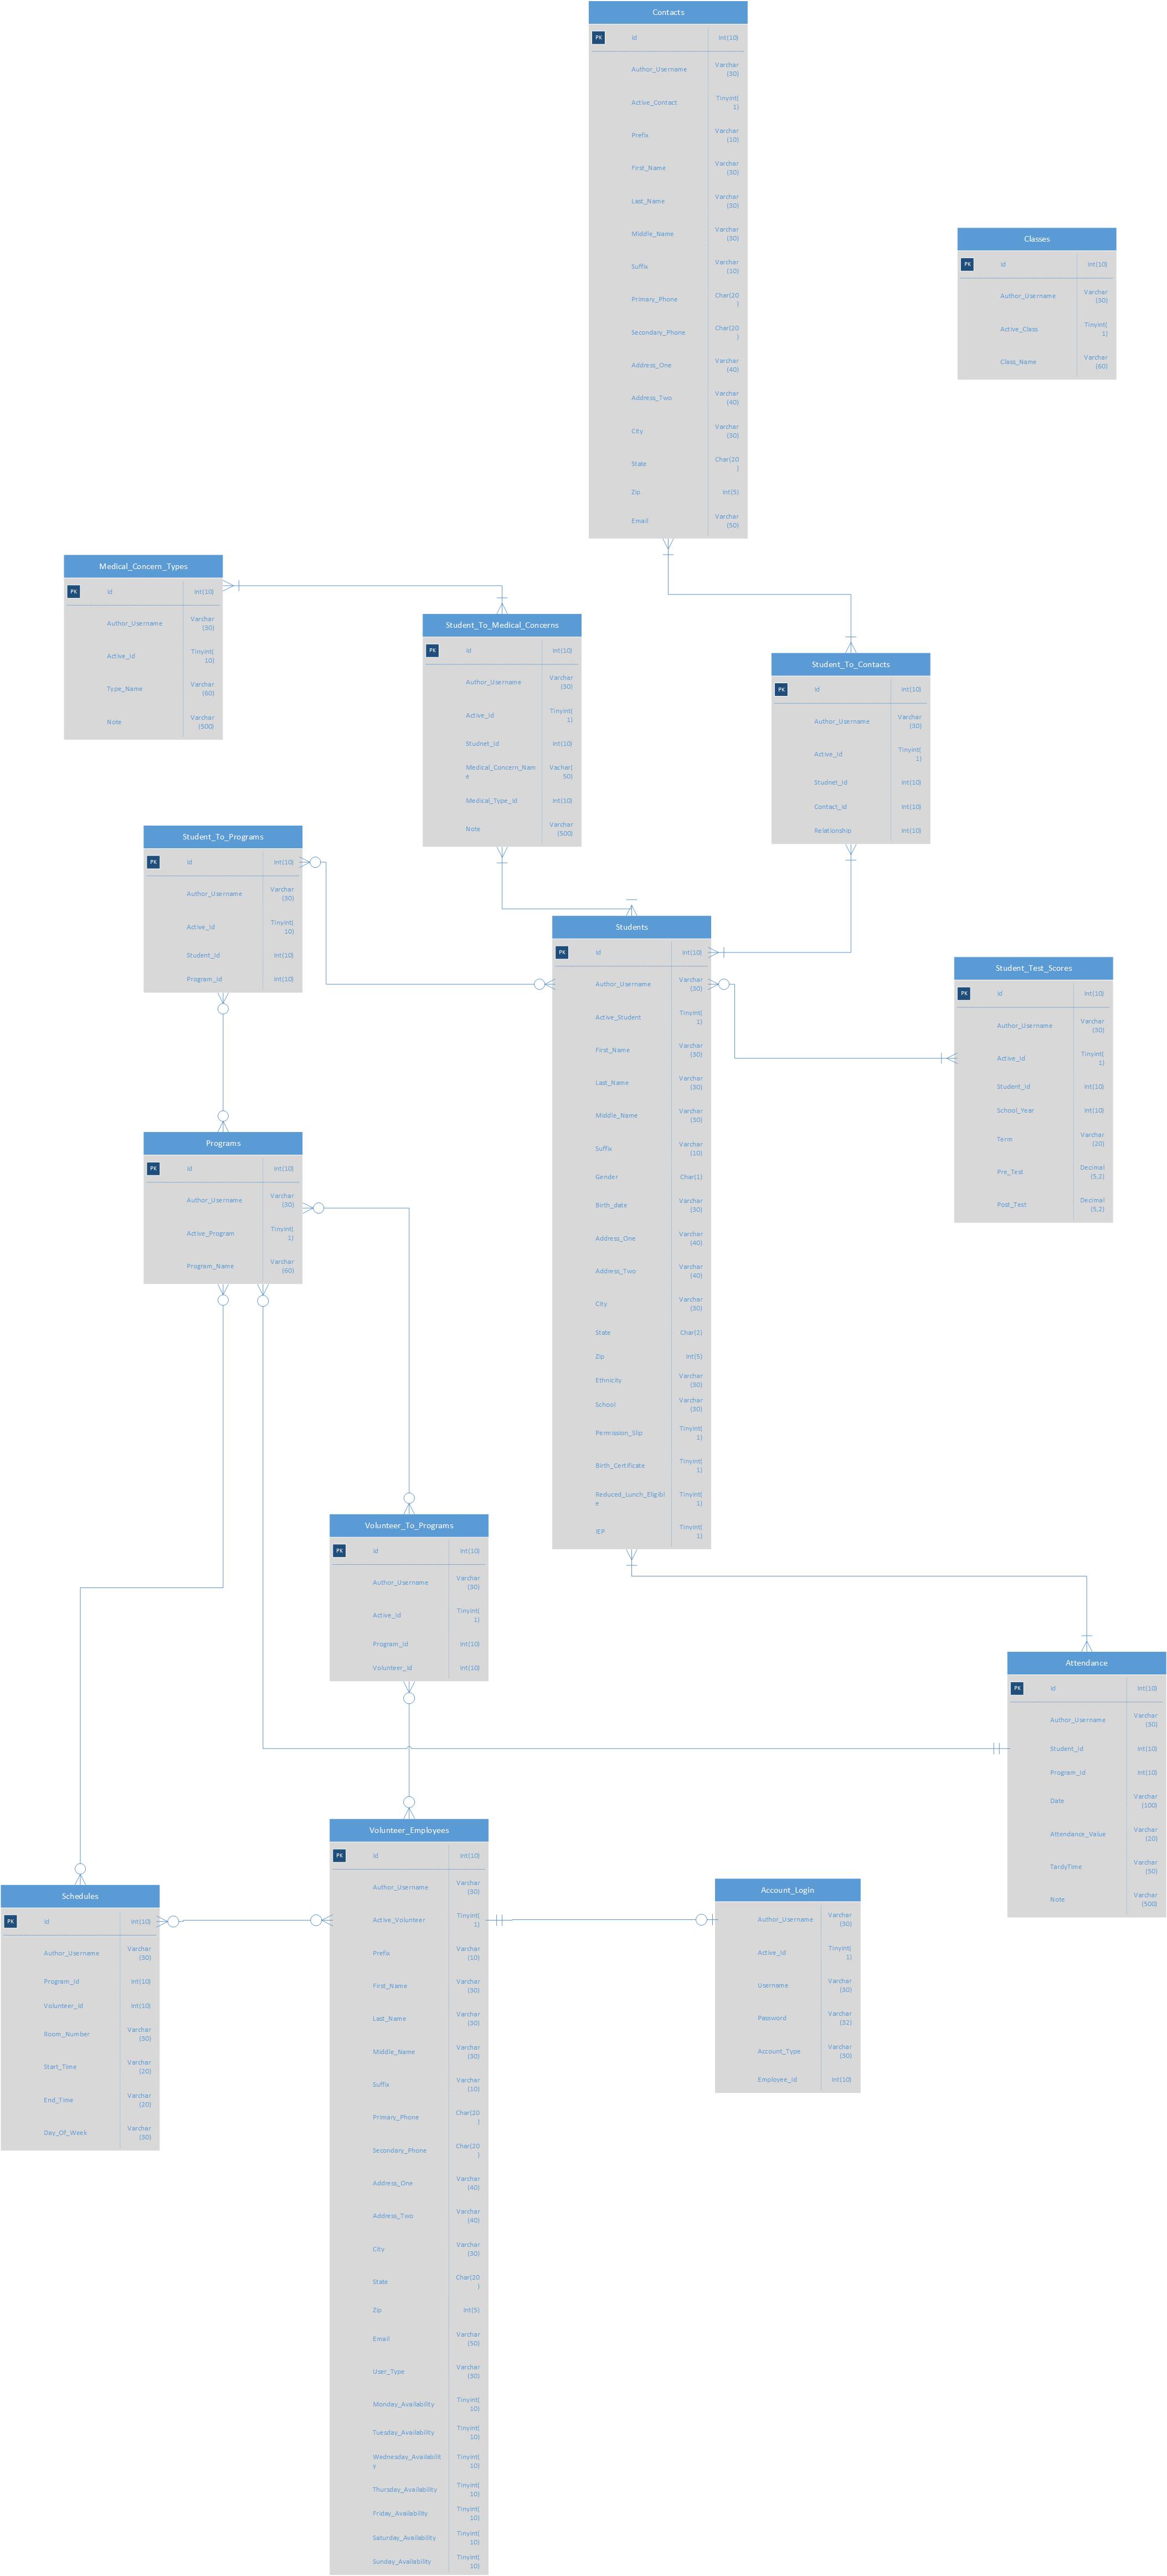 Contacts
PK Id Int(10)
Author_Username Varchar
(30)
Active_Contact Tinyint(
1)
Prefix Varchar
(10)
First_Name Varchar
(30)
Last_Name Varchar
(30)
Middle_Name Varchar
(30)
Suffix Varchar
(10)
Primary_Phone Char(20
)
Secondary_Phone Char(20
)
Address_One Varchar
(40)
Address_Two Varchar
(40)
City Varchar
(30)
State Char(20
)
Zip Int(5)
Email Varchar
(50)
Classes
PK Id Int(10)
Author_Username Varchar
(30)
Active_Class Tinyint(
1)
Class_Name Varchar
(60)
Medical_Concern_Types
PK Id Int(10)
Author_Username Varchar
(30)
Active_Id Tinyint(
10)
Type_Name Varchar
(60)
Note Varchar
(500)
Student_To_Medical_Concerns
PK Id Int(10)
Author_Username Varchar
(30)
Active_Id Tinyint(
1)
Studnet_Id Int(10)
Medical_Concern_Nam
e Vachar(
50)
Medical_Type_Id Int(10)
Note Varchar
(500)
Student_To_Contacts
PK Id Int(10)
Author_Username Varchar
(30)
Active_Id Tinyint(
1)
Studnet_Id Int(10)
Contact_Id Int(10)
Relationship Int(10)
Student_To_Programs
PK Id Int(10)
Author_Username Varchar
(30)
Active_Id Tinyint(
10)
Student_Id Int(10)
Program_Id Int(10)
Students
PK Id Int(10)
Author_Username Varchar
(30)
Active_Student Tinyint(
1)
First_Name Varchar
(30)
Last_Name Varchar
(30)
Middle_Name Varchar
(30)
Suffix Varchar
(10)
Gender Char(1)
Birth_date Varchar
(30)
Address_One Varchar
(40)
Address_Two Varchar
(40)
City Varchar
(30)
State Char(2)
Zip Int(5)
Ethnicity Varchar
(30)
School Varchar
(30)
Permission_Slip Tinyint(
1)
Birth_Certificate Tinyint(
1)
Reduced_Lunch_Eligibl
e Tinyint(
1)
IEP Tinyint(
1)
Student_Test_Scores
PK Id Int(10)
Author_Username Varchar
(30)
Active_Id Tinyint(
1)
Student_Id Int(10)
School_Year Int(10)
Term Varchar
(20)
Pre_Test Decimal
(5,2)
Post_Test Decimal
(5,2)
Programs
PK Id Int(10)
Author_Username Varchar
(30)
Active_Program Tinyint(
1)
Program_Name Varchar
(60)
Volunteer_To_Programs
PK Id Int(10)
Author_Username Varchar
(30)
Active_Id Tinyint(
1)
Program_Id Int(10)
Volunteer_Id Int(10)
Attendance
PK Id Int(10)
Author_Username Varchar
(30)
Student_Id Int(10)
Program_Id Int(10)
Date Varchar
(100)
Attendance_Value Varchar
(20)
TardyTime Varchar
(50)
Note Varchar
(500)
Volunteer_Employees
PK Id Int(10)
Author_Username Varchar
(30)
Active_Volunteer Tinyint(
1)
Prefix Varchar
(10)
First_Name Varchar
(30)
Last_Name Varchar
(30)
Middle_Name Varchar
(30)
Suffix Varchar
(10)
Primary_Phone Char(20
)
Secondary_Phone Char(20
)
Address_One Varchar
(40)
Address_Two Varchar
(40)
City Varchar
(30)
State Char(20
)
Zip Int(5)
Email Varchar
(50)
User_Type Varchar
(30)
Monday_Availability Tinyint(
10)
Tuesday_Availability Tinyint(
10)
Wednesday_Availabilit
y Tinyint(
10)
Thursday_Availability Tinyint(
10)
Friday_Availability Tinyint(
10)
Saturday_Availability Tinyint(
10)
Sunday_Availability Tinyint(
10)
Schedules
PK Id Int(10)
Author_Username Varchar
(30)
Program_Id Int(10)
Volunteer_Id Int(10)
Room_Number Varchar
(30)
Start_Time Varchar
(20)
End_Time Varchar
(20)
Day_Of_Week Varchar
(30)
Account_Login
Author_Username Varchar
(30)
Active_Id Tinyint(
1)
Username Varchar
(30)
Password Varchar
(32)
Account_Type Varchar
(30)
Employee_Id Int(10)